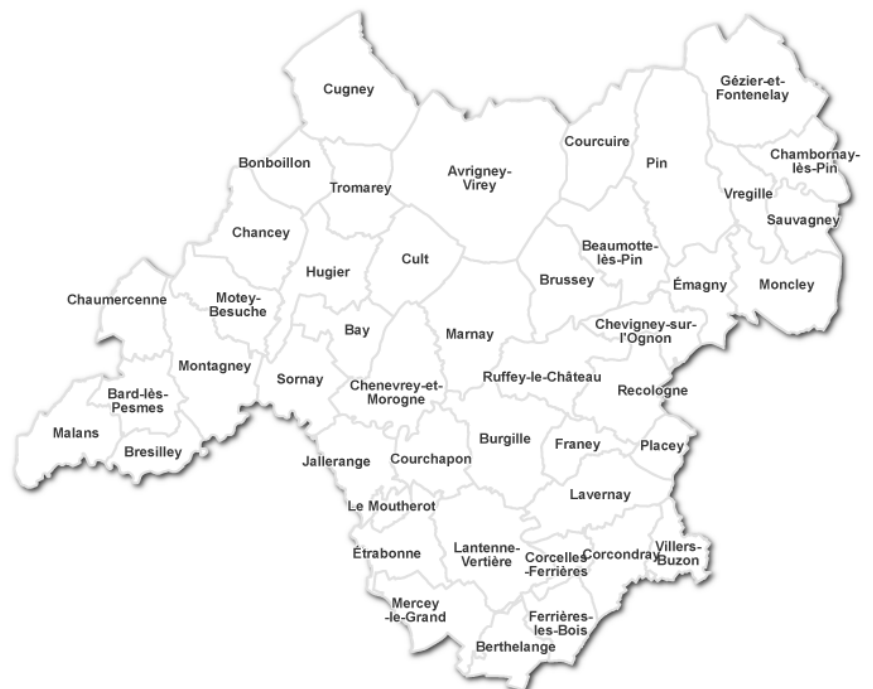 Cugney
Gézier-et-
Fontenelay
Courcuire
Chambornay-
lès-Pin
Bonboillon
Pin
Avrigney-
Virey
Tromarey
Vregille
Sauvagney
Chancey
Beaumotte-
lès-Pin
Cult
Hugier
Brussey
Émagny
Moncley
Chaumercenne
Motey-
Besuche
Bay
Marnay
Chevigney-sur-
l'Ognon
Montagney
Sornay
Chenevrey-et-
Morogne
Ruffey-le-Château
Recologne
Bard-lès-
Pesmes
Malans
Bresilley
Burgille
Franey
Placey
Jallerange
Courchapon
Lavernay
Le Moutherot
Étrabonne
Lantenne-
Vertière
Corcelles
-Ferrières
Corcondray
Villers-
Buzon
Mercey
-le-Grand
Ferrières-
les-Bois
Berthelange